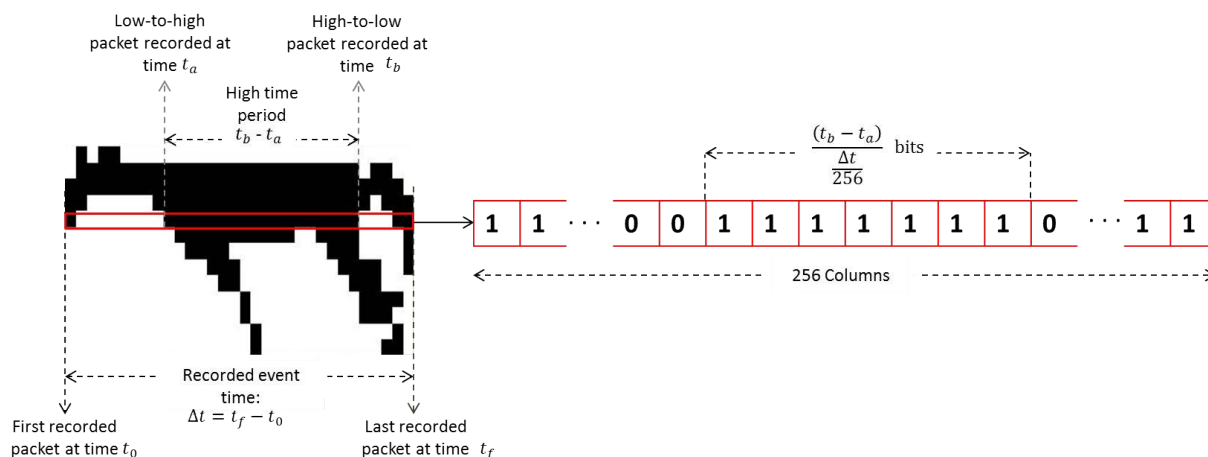 Low-to-high
packet recorded at
time t_a
High-to-low
packet recorded at
time t_b
High time
period
t_b - t_a
(t_b − t_a)
Δt
256
bits
1 1 ··· 0 0 1 1 1 1 1 1 1 0 ··· 1 1
256 Columns
Recorded event
time:
Δt = t_f − t_0
First recorded
packet at time t_0
Last recorded
packet at time t_f